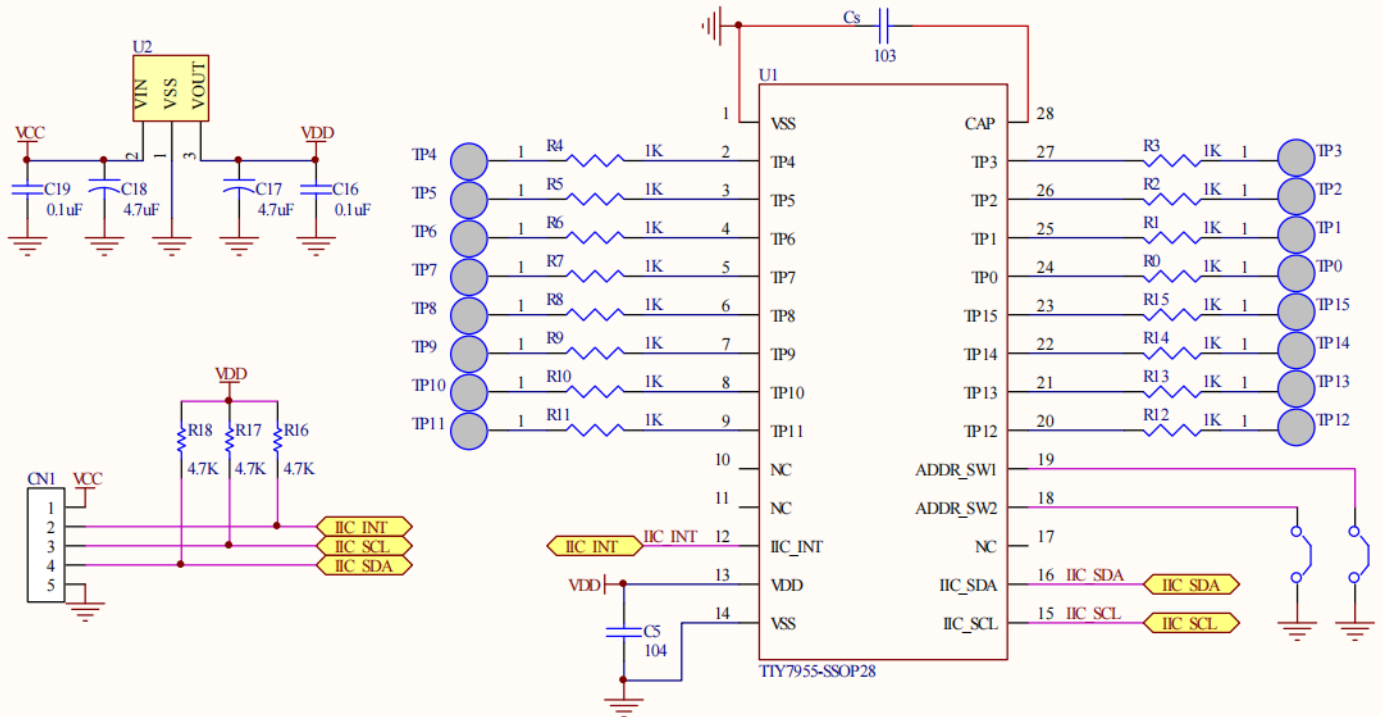 U2
VIN
VSS
VOUT
VCC
VDD
2
1
3
C19
0.1uF
C18
4.7uF
C17
4.7uF
C16
0.1uF
VDD
R18
4.7K
R17
4.7K
R16
4.7K
CN1
VCC
1
2
IIC_INT
3
IIC_SCL
4
IIC_SDA
5
Cs
103
U1
1 VSS CAP 28
TP4 1 R4 1K 2 TP4 TP3 27 R3 1K 1 TP3
TP5 1 R5 1K 3 TP5 TP2 26 R2 1K 1 TP2
TP6 1 R6 1K 4 TP6 TP1 25 R1 1K 1 TP1
TP7 1 R7 1K 5 TP7 TP0 24 R0 1K 1 TP0
TP8 1 R8 1K 6 TP8 TP15 23 R15 1K 1 TP15
TP9 1 R9 1K 7 TP9 TP14 22 R14 1K 1 TP14
TP10 1 R10 1K 8 TP10 TP13 21 R13 1K 1 TP13
TP11 1 R11 1K 9 TP11 TP12 20 R12 1K 1 TP12
10 NC ADDR_SW1 19
11 NC ADDR_SW2 18
IIC_INT IIC_INT 12 IIC_INT NC 17
VDD 13 VDD IIC_SDA 16 IIC_SDA IIC_SDA
14 VSS IIC_SCL 15 IIC_SCL IIC_SCL
C5
104
TTY7955-SSOP28